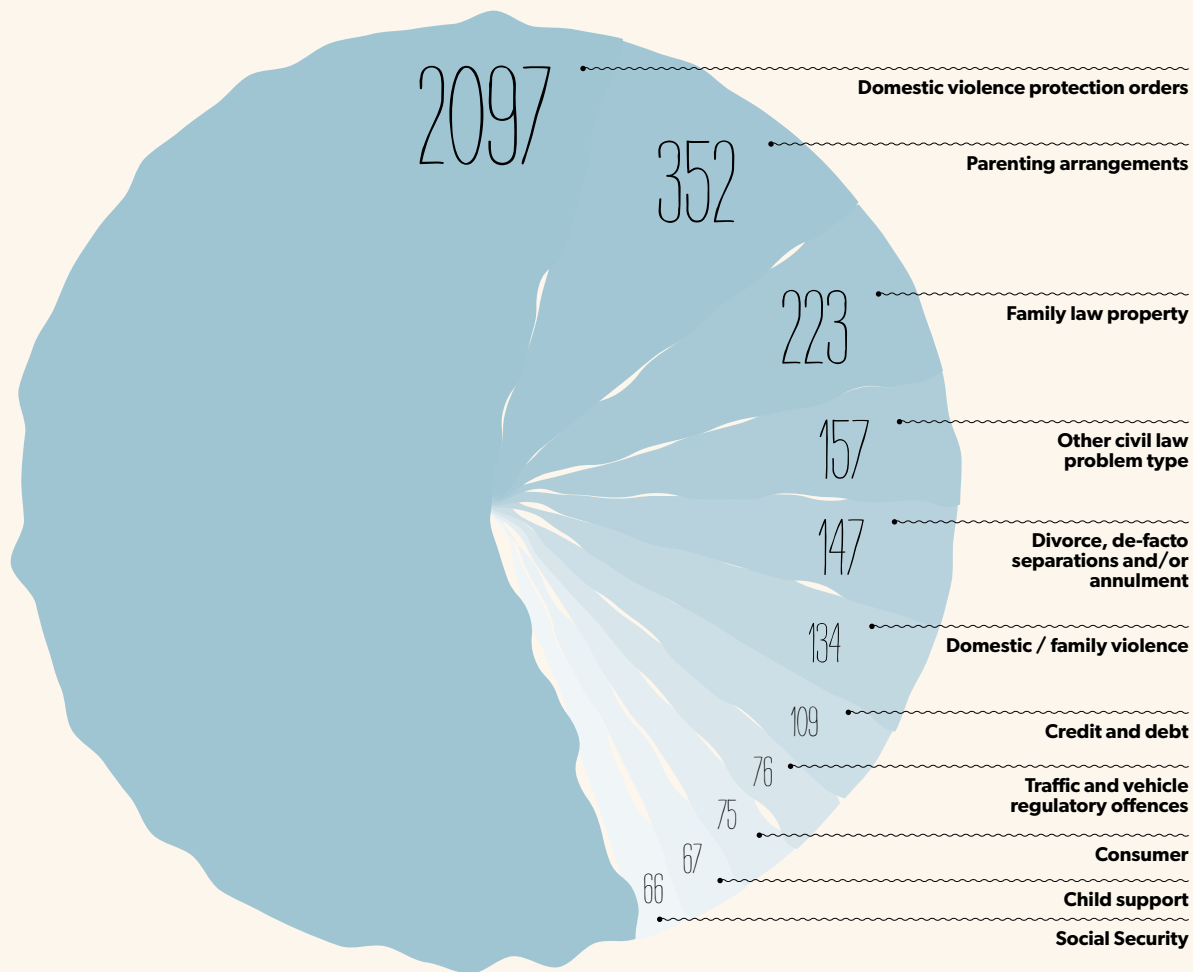 2097
Domestic violence protection orders
352
Parenting arrangements
223
Family law property
157
Other civil law
problem type
147
Divorce, de-facto
separations and/or
annulment
134
Domestic / family violence
109
Credit and debt
76
Traffic and vehicle
regulatory offences
75
Consumer
67
Child support
66
Social Security